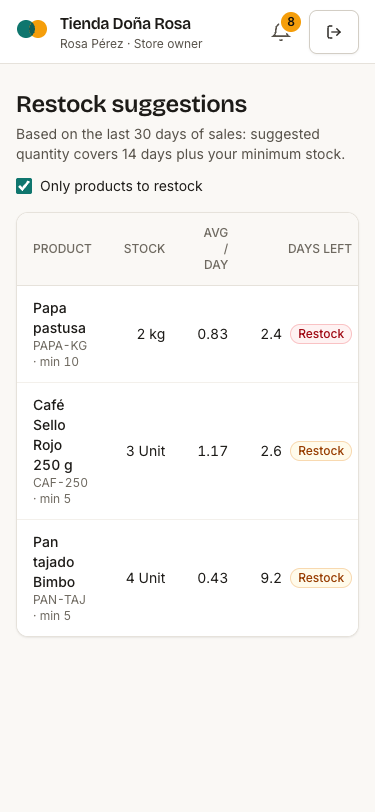 Tienda Doña Rosa
8
Rosa Pérez · Store owner
Restock suggestions
Based on the last 30 days of sales: suggested
quantity covers 14 days plus your minimum stock.
Only products to restock
PRODUCT STOCK AVG / DAY DAYS LEFT
Papa
pastusa
PAPA-KG
· min 10
2 kg 0.83 2.4 Restock
Café
Sello
Rojo
250 g
CAF-250
· min 5
3 Unit 1.17 2.6 Restock
Pan
tajado
Bimbo
PAN-TAJ
· min 5
4 Unit 0.43 9.2 Restock